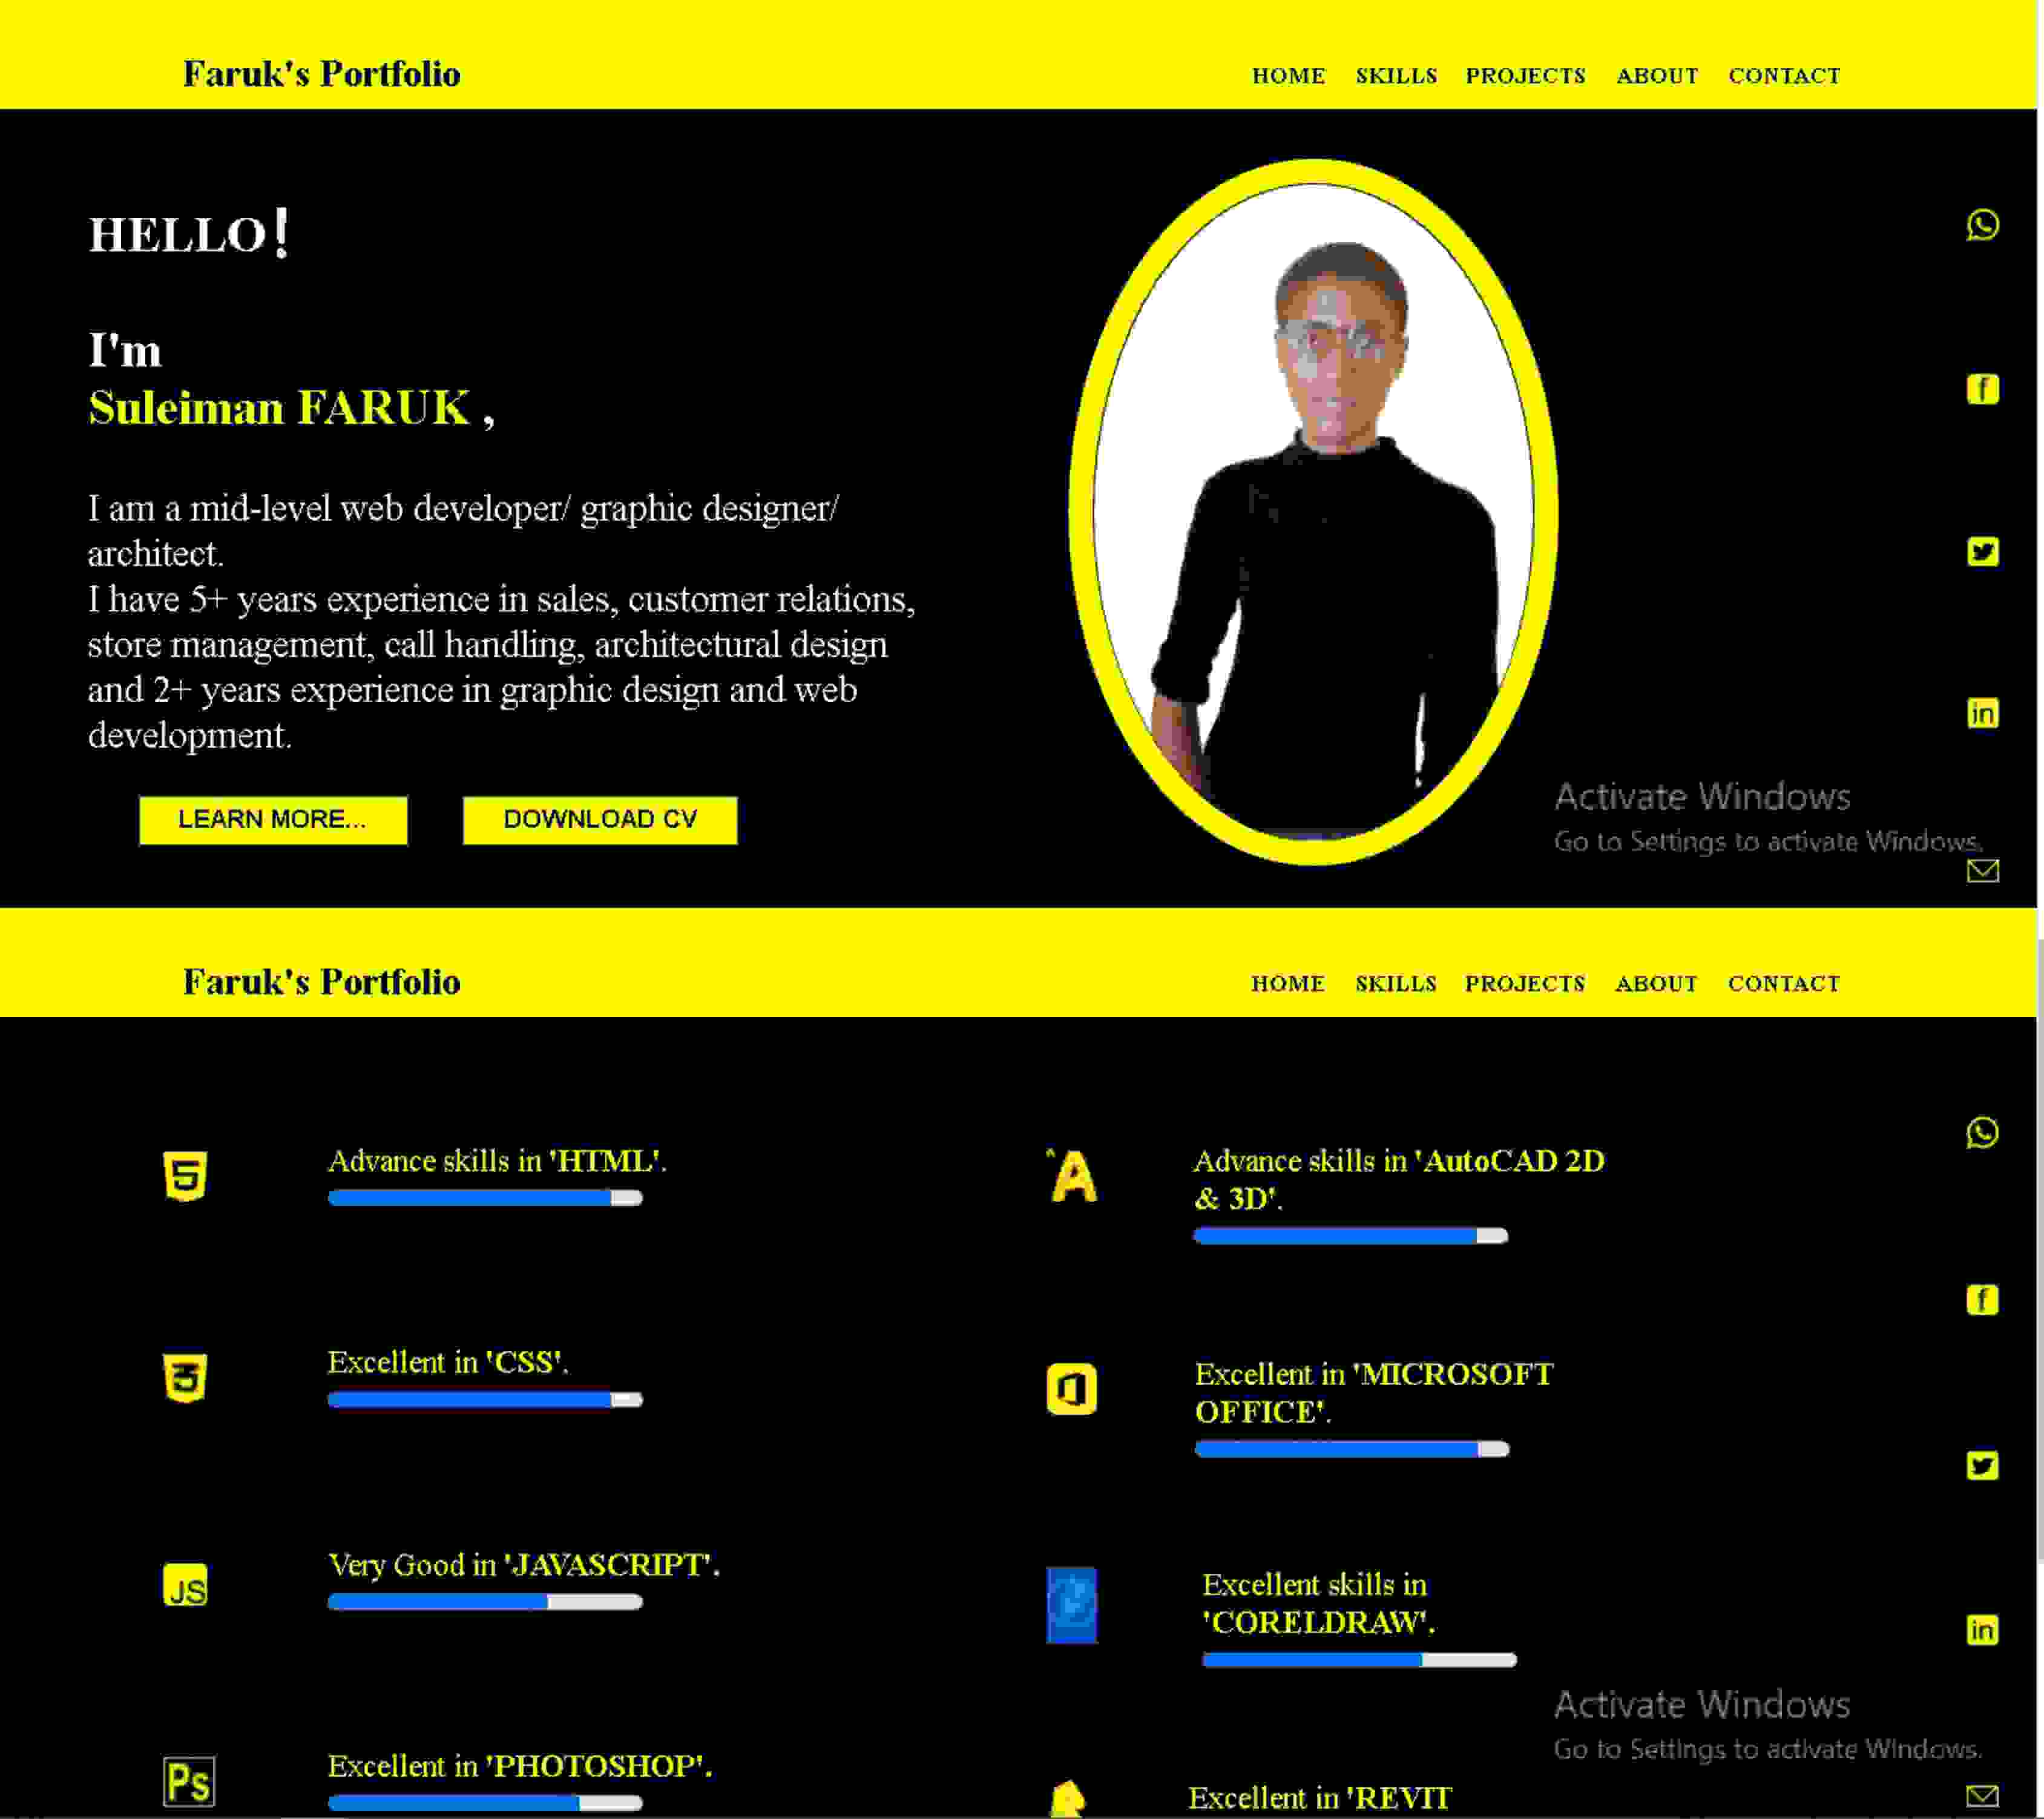 Faruk's Portfolio
HOME SKILLS PROJECTS ABOUT CONTACT
HELLO!
I'm
Suleiman FARUK ,
I am a mid-level web developer/ graphic designer/
architect.
I have 5+ years experience in sales, customer relations,
store management, call handling, architectural design
and 2+ years experience in graphic design and web
development.
LEARN MORE...
DOWNLOAD CV
f
in
Activate Windows
Go to Settings to activate Windows.
Faruk's Portfolio
HOME SKILLS PROJECTS ABOUT CONTACT
5
Advance skills in 'HTML'.
3
Excellent in 'CSS'.
JS
Very Good in 'JAVASCRIPT'.
Ps
Excellent in 'PHOTOSHOP'.
A
Advance skills in 'AutoCAD 2D
& 3D'.
Excellent in 'MICROSOFT
OFFICE'.
Excellent skills in
'CORELDRAW'.
Excellent in 'REVIT
f
in
Activate Windows
Go to Settings to activate Windows.